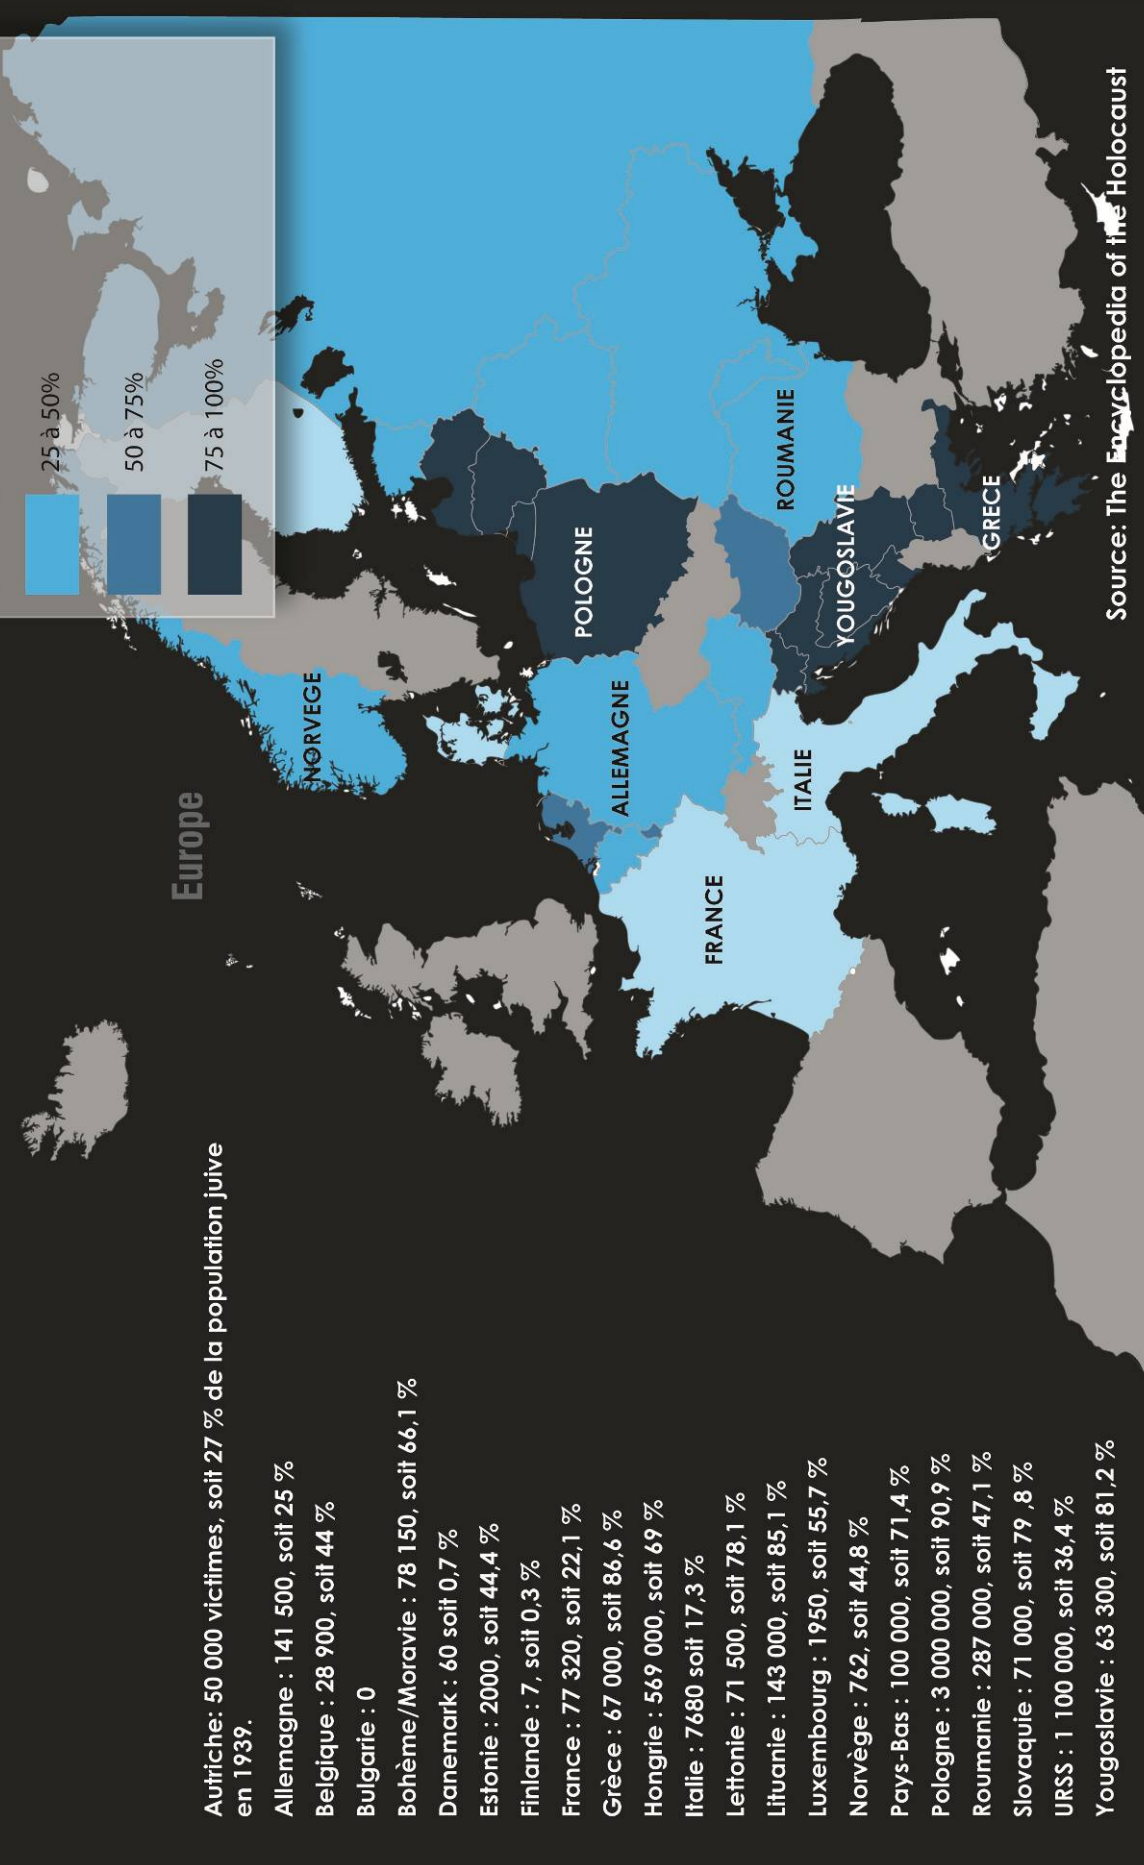 Autriche: 50 000 victimes, soit 27 % de la population juive
en 1939.
Allemagne : 141 500, soit 25 %
Belgique : 28 900, soit 44 %
Bulgarie : 0
Bohème/Moravie : 78 150, soit 66,1 %
Danemark : 60 soit 0,7 %
Estonie : 2000, soit 44,4 %
Finlande : 7, soit 0,3 %
France : 77 320, soit 22,1 %
Grèce : 67 000, soit 86,6 %
Hongrie : 569 000, soit 69 %
Italie : 7680 soit 17,3 %
Lettonie : 71 500, soit 78,1 %
Lituanie : 143 000, soit 85,1 %
Luxembourg : 1950, soit 55,7 %
Norvège : 762, soit 44,8 %
Pays-Bas : 100 000, soit 71,4 %
Pologne : 3 000 000, soit 90,9 %
Roumanie : 287 000, soit 47,1 %
Slovaquie : 71 000, soit 79 ,8 %
URSS : 1 100 000, soit 36,4 %
Yougoslavie : 63 300, soit 81,2 %
Europe
25 à 50%
50 à 75%
75 à 100%
NORVEGE
POLOGNE
ALLEMAGNE
FRANCE
ROUMANIE
ITALIE
YOUGOSLAVIE
GRECE
Source: The Encyclopedia of the Holocaust